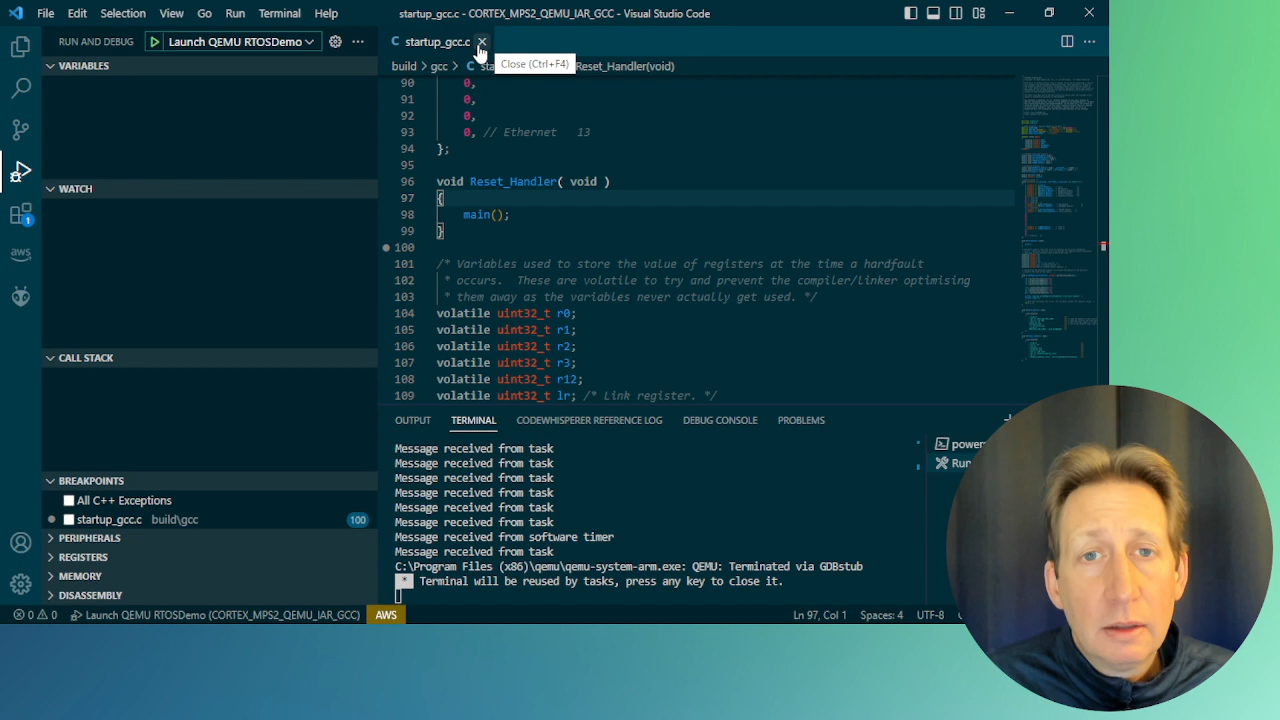 File Edit Selection View Go Run Terminal Help
startup_gcc.c - CORTEX_MPS2_QEMU_IAR_GCC - Visual Studio Code
RUN AND DEBUG Launch QEMU RTOSDemo
C startup_gcc.c
Close (Ctrl+F4)
build > gcc > C sta Reset_Handler(void)
VARIABLES
WATCH
CALL STACK
BREAKPOINTS
All C++ Exceptions
startup_gcc.c build\gcc 100
PERIPHERALS
REGISTERS
MEMORY
DISASSEMBLY
1
aws
90 0,
91 0,
92 0,
93 0, // Ethernet 13
94 };
95
96 void Reset_Handler( void )
97 {
98 main();
99 }
100
101 /* Variables used to store the value of registers at the time a hardfault
102 * occurs. These are volatile to try and prevent the compiler/linker optimising
103 * them away as the variables never actually get used. */
104 volatile uint32_t r0;
105 volatile uint32_t r1;
106 volatile uint32_t r2;
107 volatile uint32_t r3;
108 volatile uint32_t r12;
109 volatile uint32_t lr; /* Link register. */
OUTPUT TERMINAL CODEWHISPERER REFERENCE LOG DEBUG CONSOLE PROBLEMS
Message received from task
Message received from task
Message received from task
Message received from task
Message received from task
Message received from task
Message received from software timer
Message received from task
C:\Program Files (x86)\qemu\qemu-system-arm.exe: QEMU: Terminated via GDBstub
* Terminal will be reused by tasks, press any key to close it.
powers
Run
0 0 Launch QEMU RTOSDemo (CORTEX_MPS2_QEMU_IAR_GCC) AWS Ln 97, Col 1 Spaces: 4 UTF-8